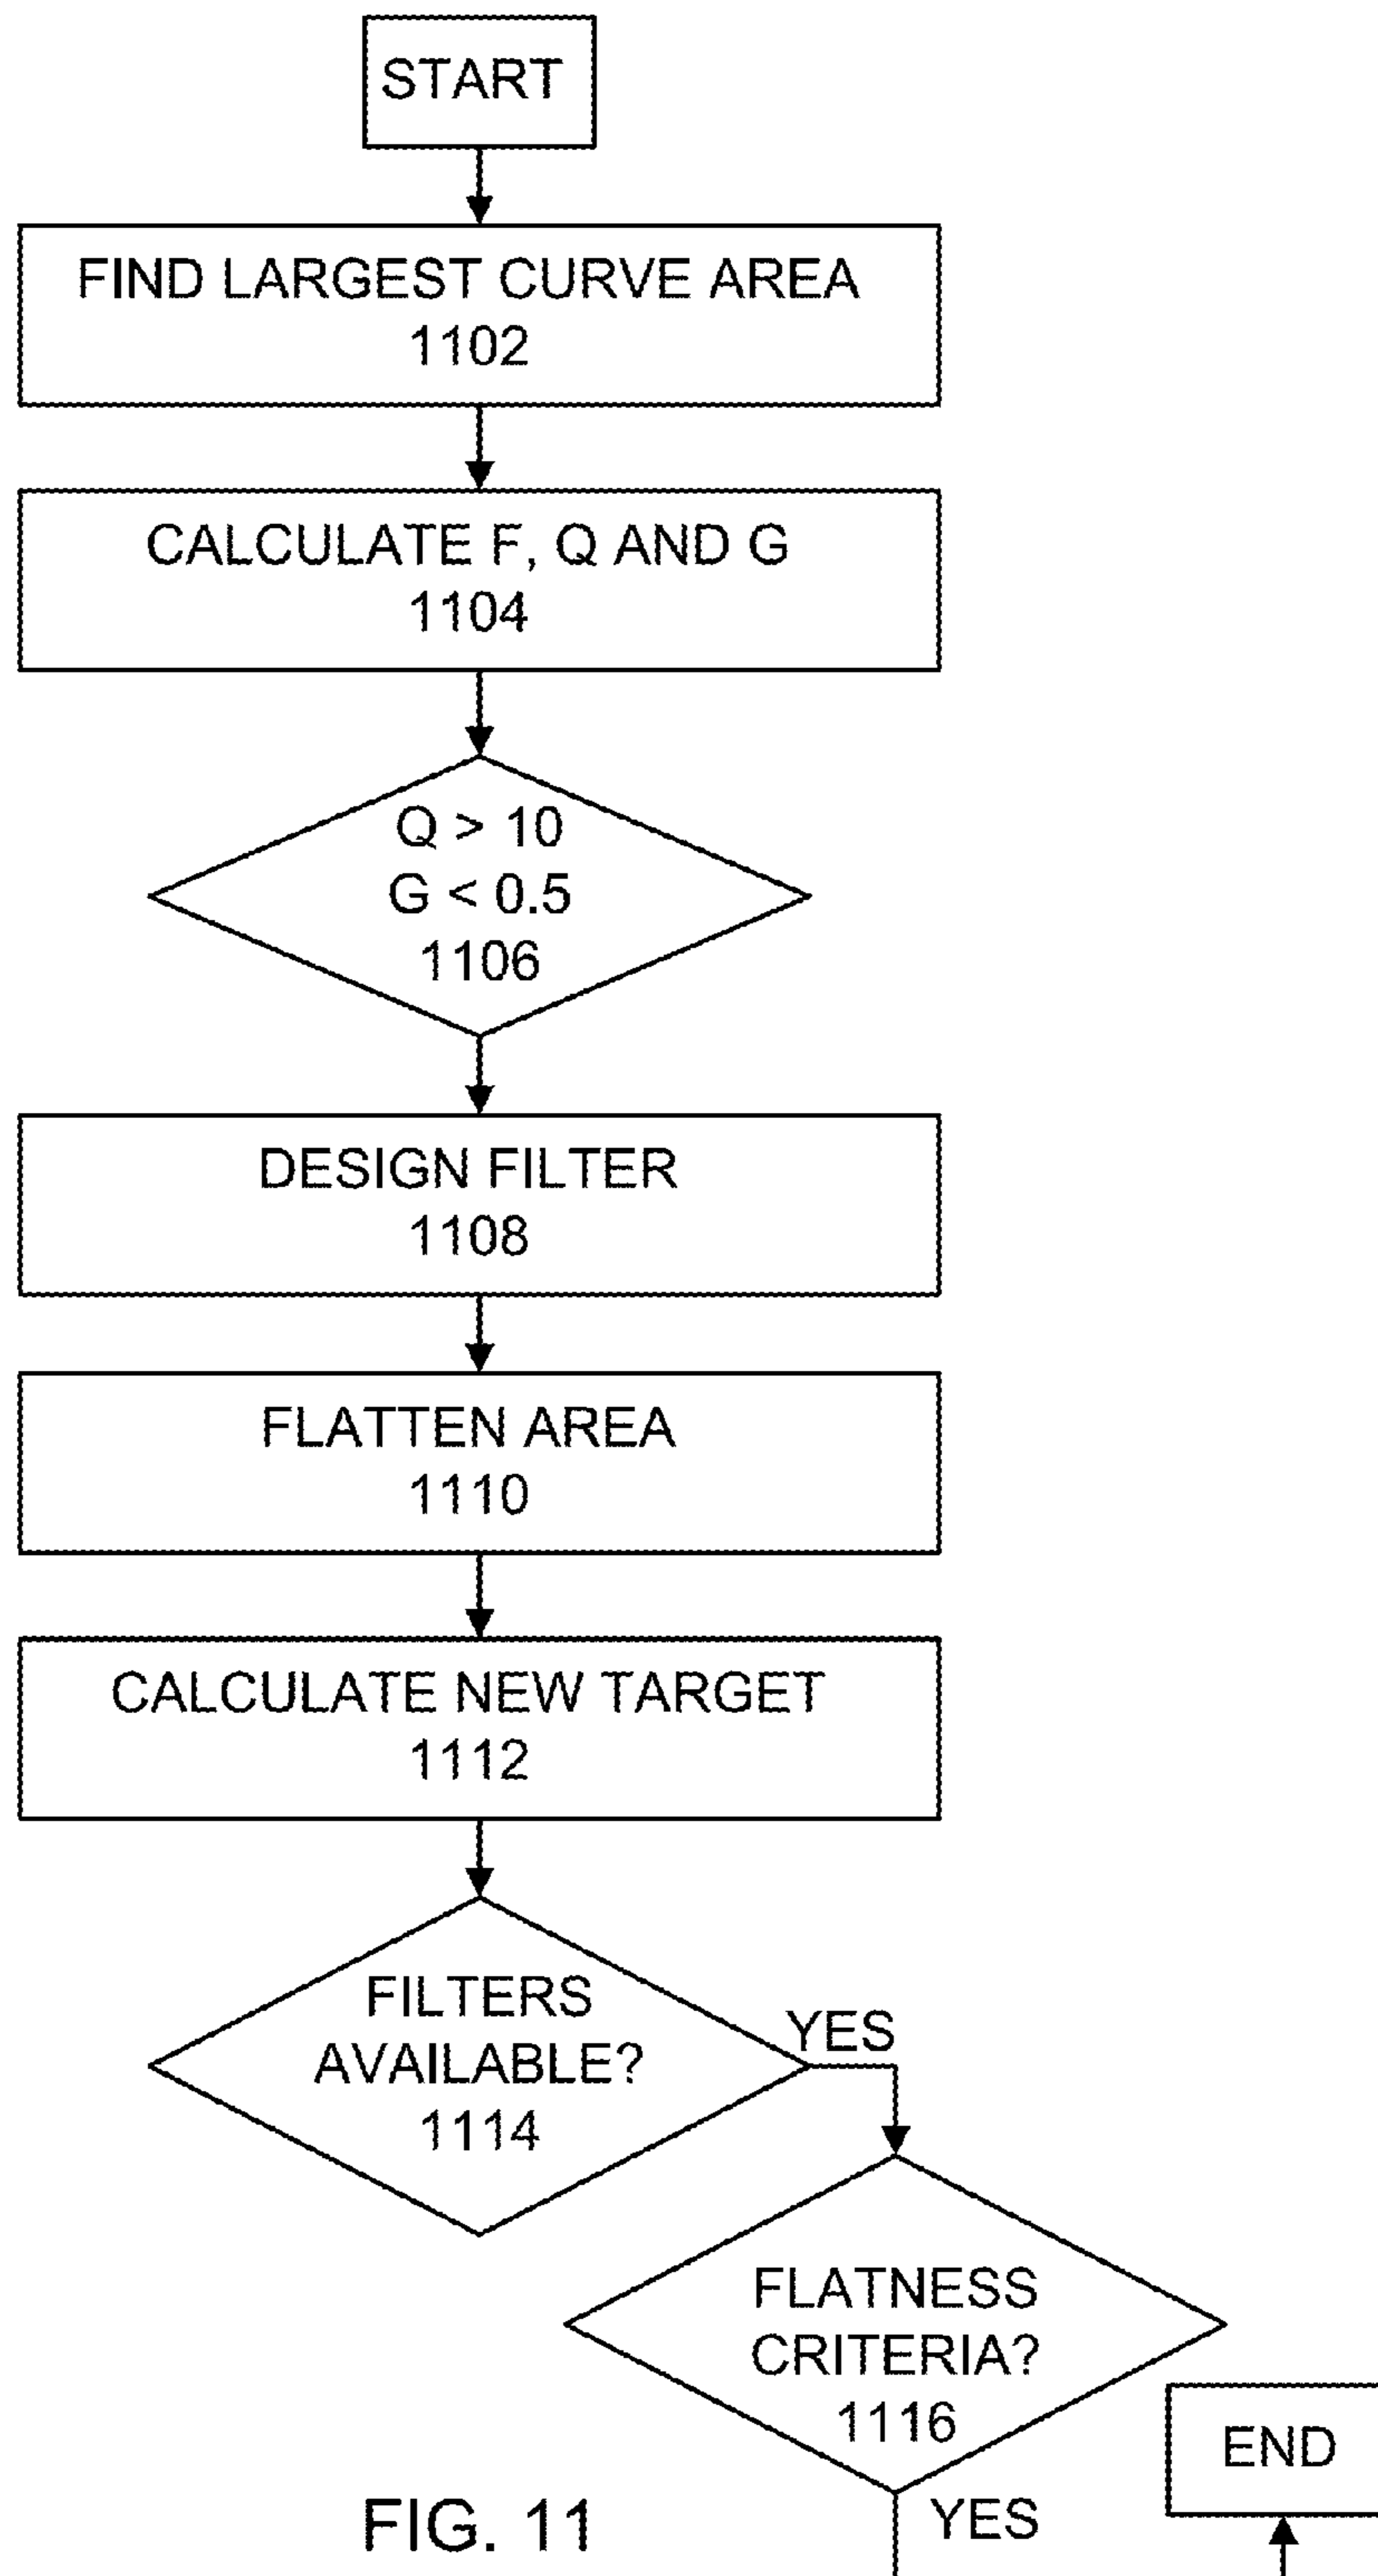 START
FIND LARGEST CURVE AREA
1102
CALCULATE F, Q AND G
1104
Q > 10
G < 0.5
1106
DESIGN FILTER
1108
FLATTEN AREA
1110
CALCULATE NEW TARGET
1112
FILTERS
AVAILABLE?
1114
YES
FLATNESS
CRITERIA?
1116
YES
END
FIG. 11